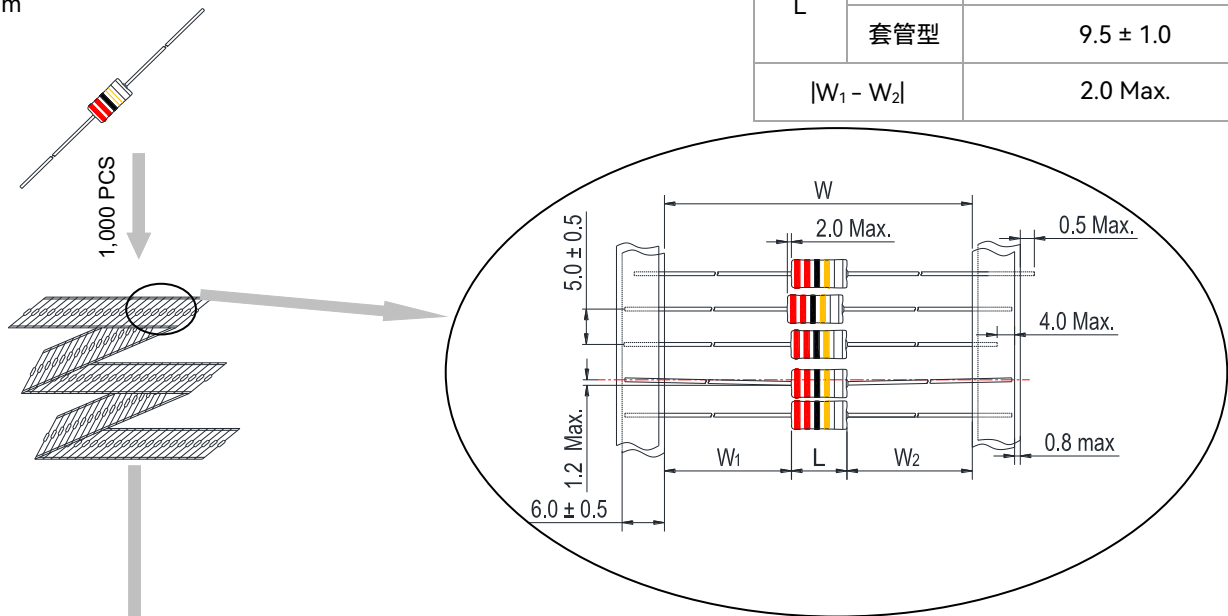 m
L
套管型 9.5 ± 1.0
|W1 - W2| 2.0 Max.
1,000 PCS
W
5.0 ± 0.5
2.0 Max.
0.5 Max.
4.0 Max.
1.2 Max.
0.8 max
W1 L W2
6.0 ± 0.5